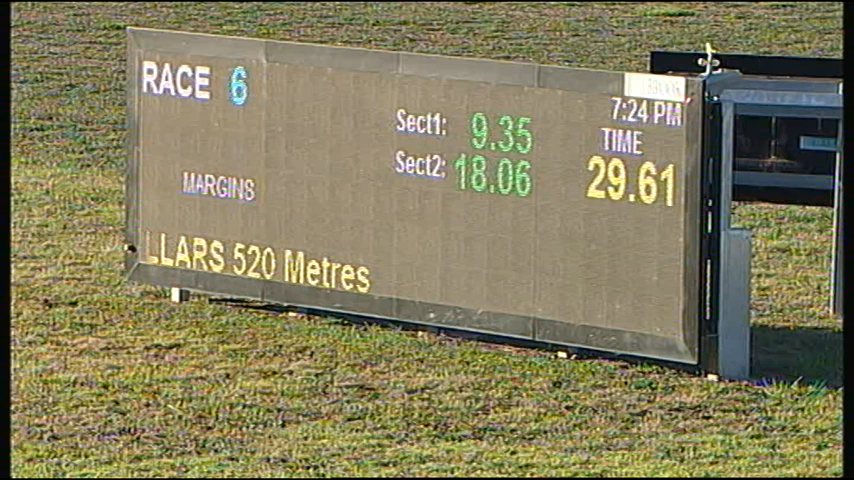 RACE 6
7:24 PM
Sect1: 9.35
TIME
Sect2: 18.06
29.61
MARGINS
LLARS 520 Metres